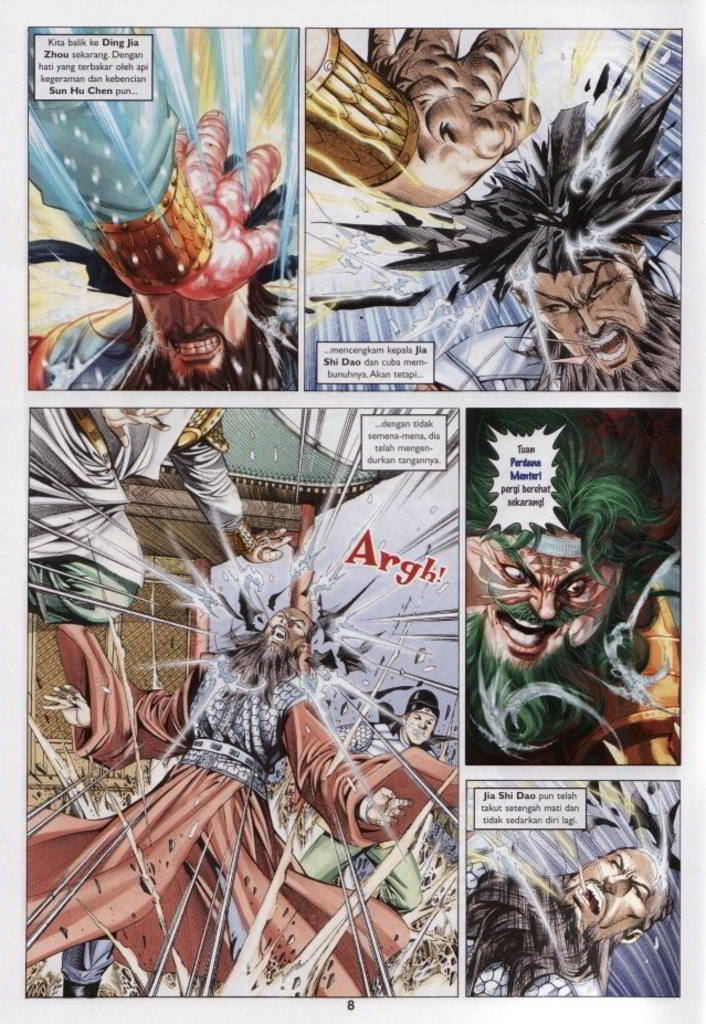 Kita balik ke Ding Jia
Zhou sekarang. Dengan
hati yang terbakar oleh api
kegeraman dan kebencian
Sun Hu Chen pun...
...mencengkam kepala Jia
Shi Dao dan cuba mem-
bunuhnya. Akan tetapi...
...dengan tidak
semena-mena, dia
telah mengen-
durkan tangannya.
Argh!
Tuan
Perdana
Menteri
pergi berehat
sekarang!
Jia Shi Dao pun telah
takut setengah mati dan
tidak sedarkan diri lagi.
8